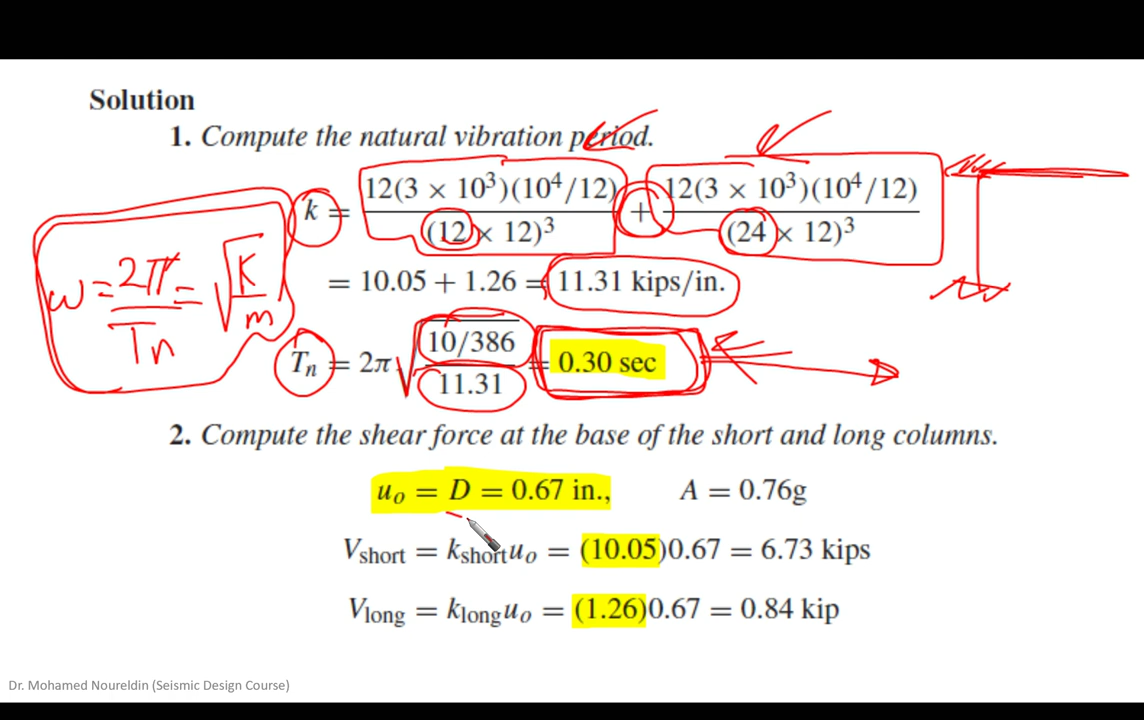 Solution
1. Compute the natural vibration period.
k = 12(3 × 10³)(10⁴/12) / (12 × 12)³ + 12(3 × 10³)(10⁴/12) / (24 × 12)³
= 10.05 + 1.26 = 11.31 kips/in.
ω = 2π / Tn = √K/m
Tn = 2π √10/386 / 11.31 = 0.30 sec
2. Compute the shear force at the base of the short and long columns.
uo = D = 0.67 in., A = 0.76g
Vshort = kshortuo = (10.05)0.67 = 6.73 kips
Vlong = klonguo = (1.26)0.67 = 0.84 kip
Dr. Mohamed Noureldin (Seismic Design Course)